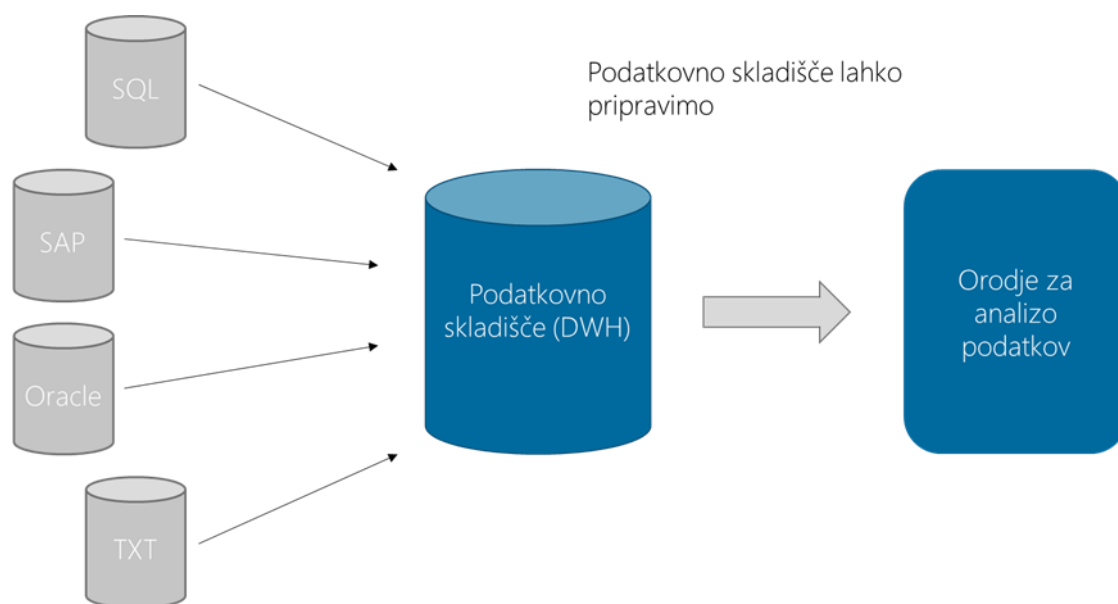 SQL
Podatkovno skladišče lahko
pripravimo
SAP
Podatkovno
skladišče (DWH)
Orodje za
analizo
podatkov
Oracle
TXT